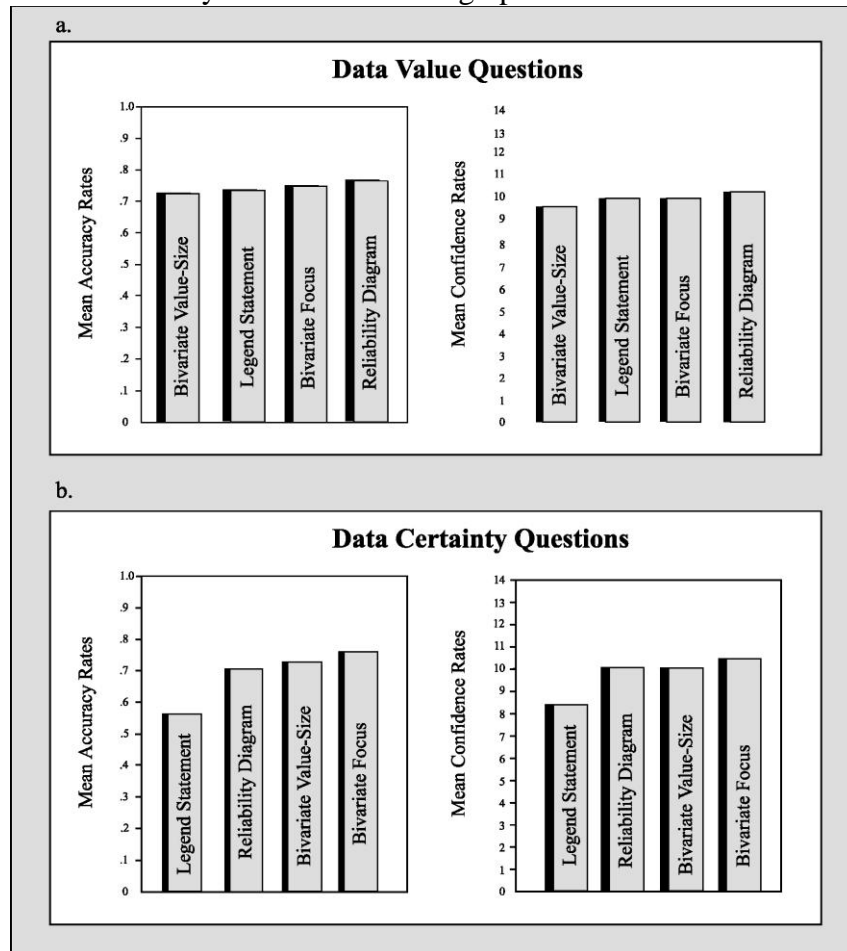 a.
Data Value Questions
Mean Accuracy Rates
1.0
.9
.8
.7
.6
.5
.4
.3
.2
.1
0
Bivariate Value-Size
Legend Statement
Bivariate Focus
Reliability Diagram
Mean Confidence Rates
14
13
12
11
10
9
8
7
6
5
4
3
2
1
0
Bivariate Value-Size
Legend Statement
Bivariate Focus
Reliability Diagram
b.
Data Certainty Questions
Mean Accuracy Rates
1.0
.9
.8
.7
.6
.5
.4
.3
.2
.1
0
Legend Statement
Reliability Diagram
Bivariate Value-Size
Bivariate Focus
Mean Confidence Rates
14
13
12
11
10
9
8
7
6
5
4
3
2
1
0
Legend Statement
Reliability Diagram
Bivariate Value-Size
Bivariate Focus